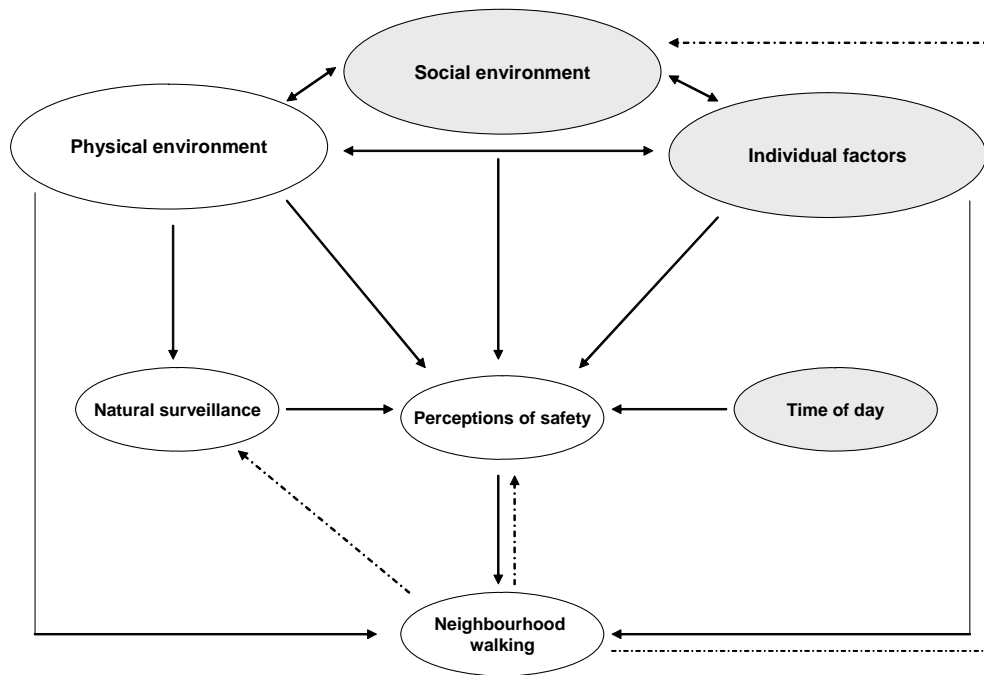 Social environment
Physical environment
Individual factors
Natural surveillance
Perceptions of safety
Time of day
Neighbourhood
walking